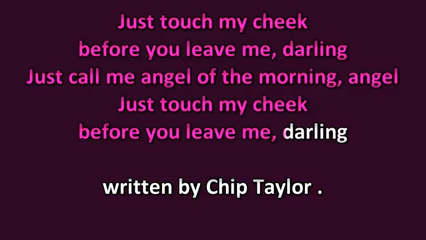 Just touch my cheek
before you leave me, darling
Just call me angel of the morning, angel
Just touch my cheek
before you leave me, darling
written by Chip Taylor .